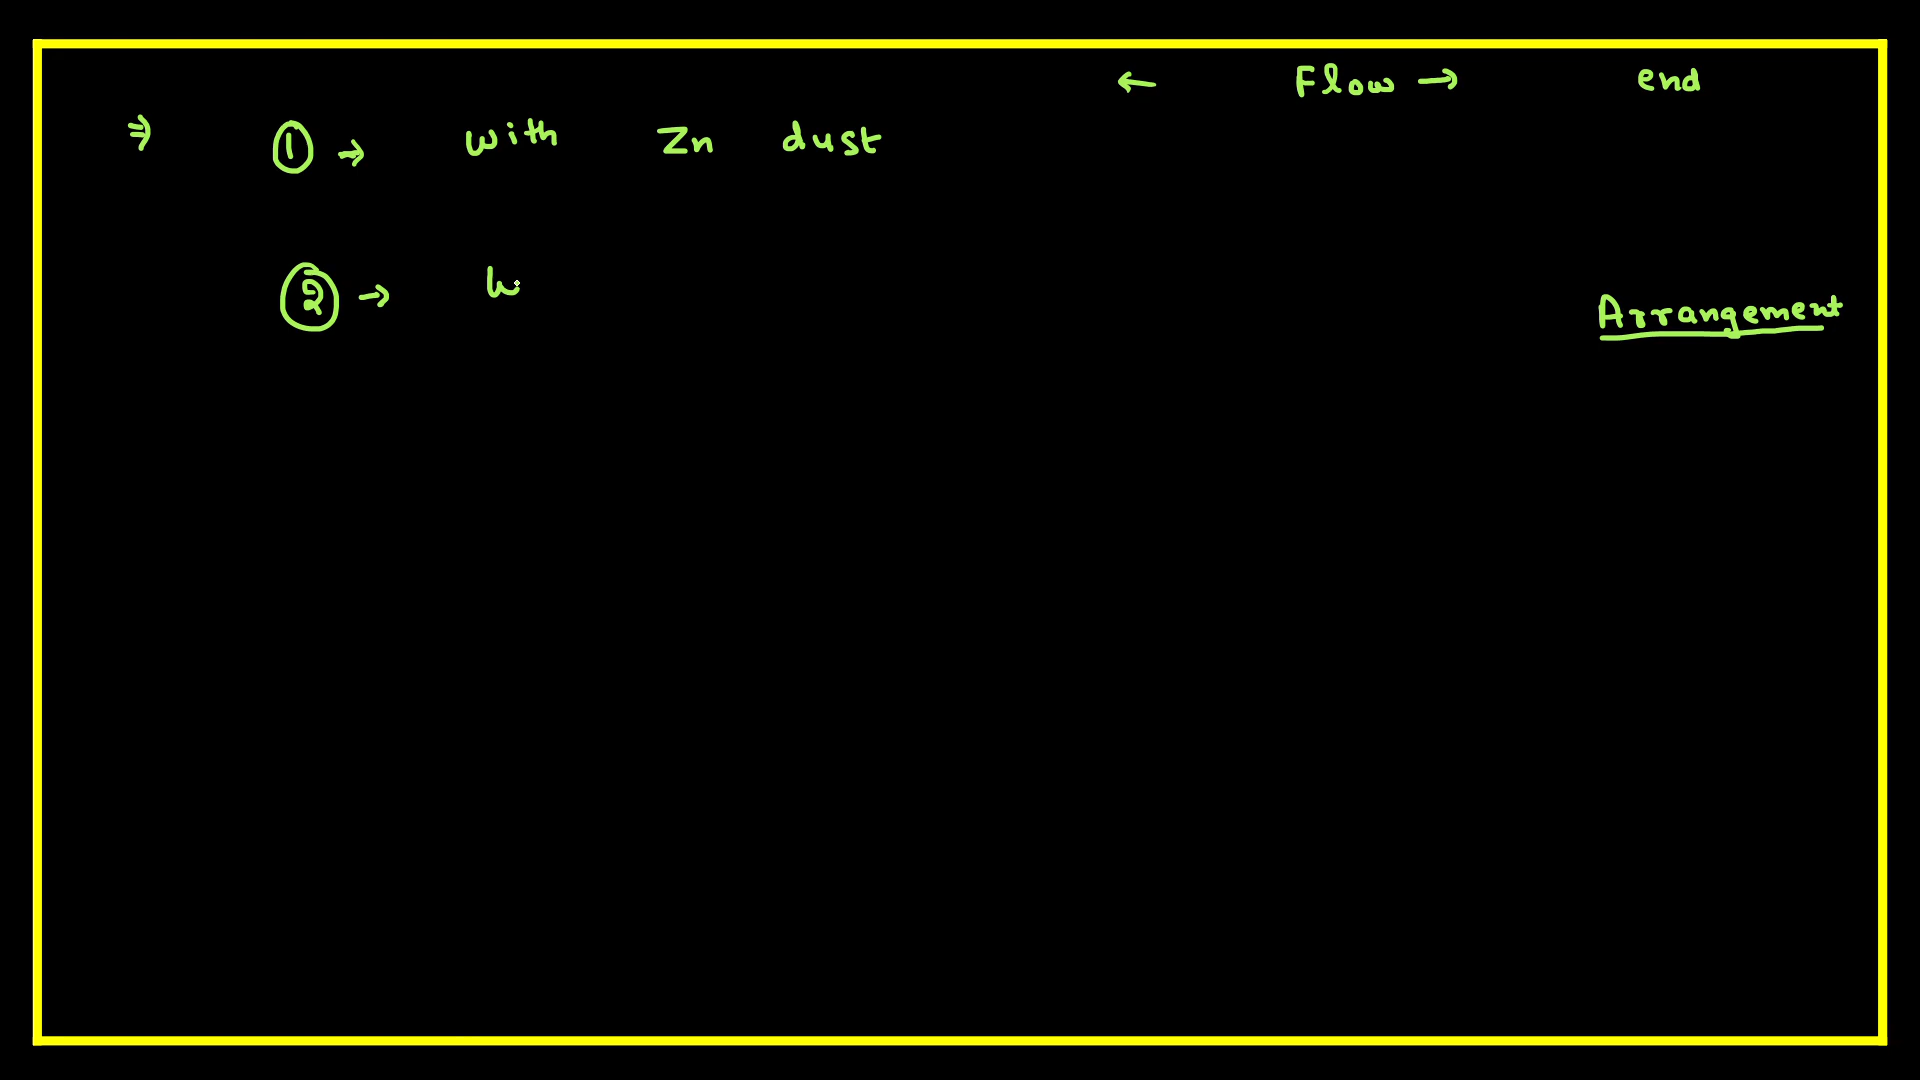 ← Flow → end
⇒ ① → with Zn dust
② →
Arrangement